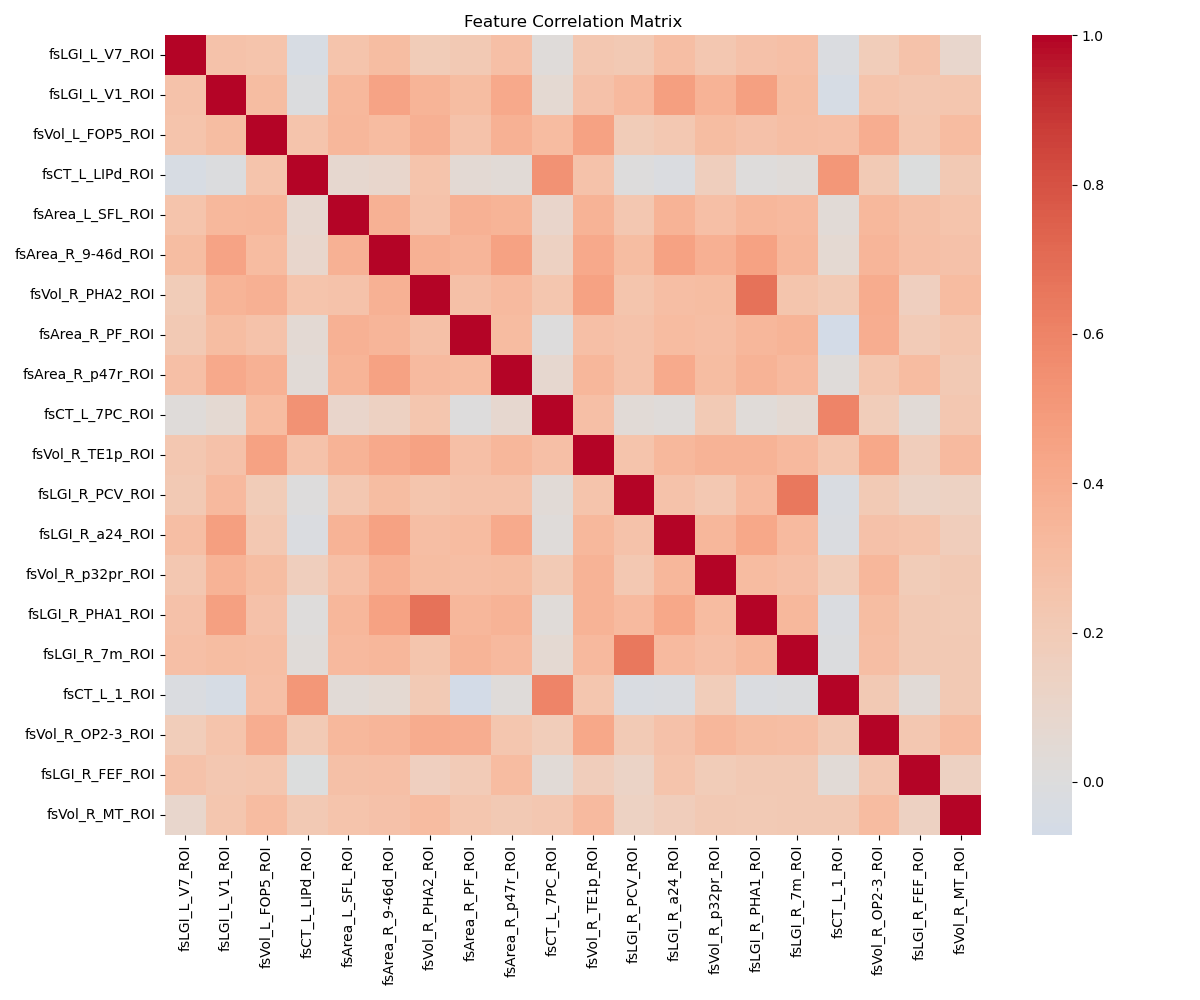 Feature Correlation Matrix
fsLGI_L_V7_ROI
fsLGI_L_V1_ROI
fsVol_L_FOP5_ROI
fsCT_L_LIPd_ROI
fsArea_L_SFL_ROI
fsArea_R_9-46d_ROI
fsVol_R_PHA2_ROI
fsArea_R_PF_ROI
fsArea_R_p47r_ROI
fsCT_L_7PC_ROI
fsVol_R_TE1p_ROI
fsLGI_R_PCV_ROI
fsLGI_R_a24_ROI
fsVol_R_p32pr_ROI
fsLGI_R_PHA1_ROI
fsLGI_R_7m_ROI
fsCT_L_1_ROI
fsVol_R_OP2-3_ROI
fsLGI_R_FEF_ROI
fsVol_R_MT_ROI
fsLGI_L_V7_ROI
fsLGI_L_V1_ROI
fsVol_L_FOP5_ROI
fsCT_L_LIPd_ROI
fsArea_L_SFL_ROI
fsArea_R_9-46d_ROI
fsVol_R_PHA2_ROI
fsArea_R_PF_ROI
fsArea_R_p47r_ROI
fsCT_L_7PC_ROI
fsVol_R_TE1p_ROI
fsLGI_R_PCV_ROI
fsLGI_R_a24_ROI
fsVol_R_p32pr_ROI
fsLGI_R_PHA1_ROI
fsLGI_R_7m_ROI
fsCT_L_1_ROI
fsVol_R_OP2-3_ROI
fsLGI_R_FEF_ROI
fsVol_R_MT_ROI
1.0
0.8
0.6
0.4
0.2
0.0